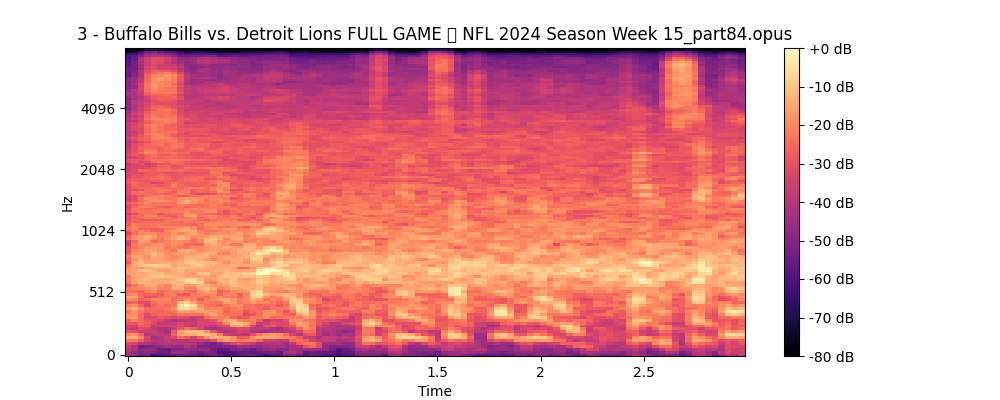 3 - Buffalo Bills vs. Detroit Lions FULL GAME ▯ NFL 2024 Season Week 15_part84.opus
+0 dB
-10 dB
-20 dB
-30 dB
-40 dB
-50 dB
-60 dB
-70 dB
-80 dB
4096
2048
1024
512
0
Hz
0 0.5 1 1.5 2 2.5
Time